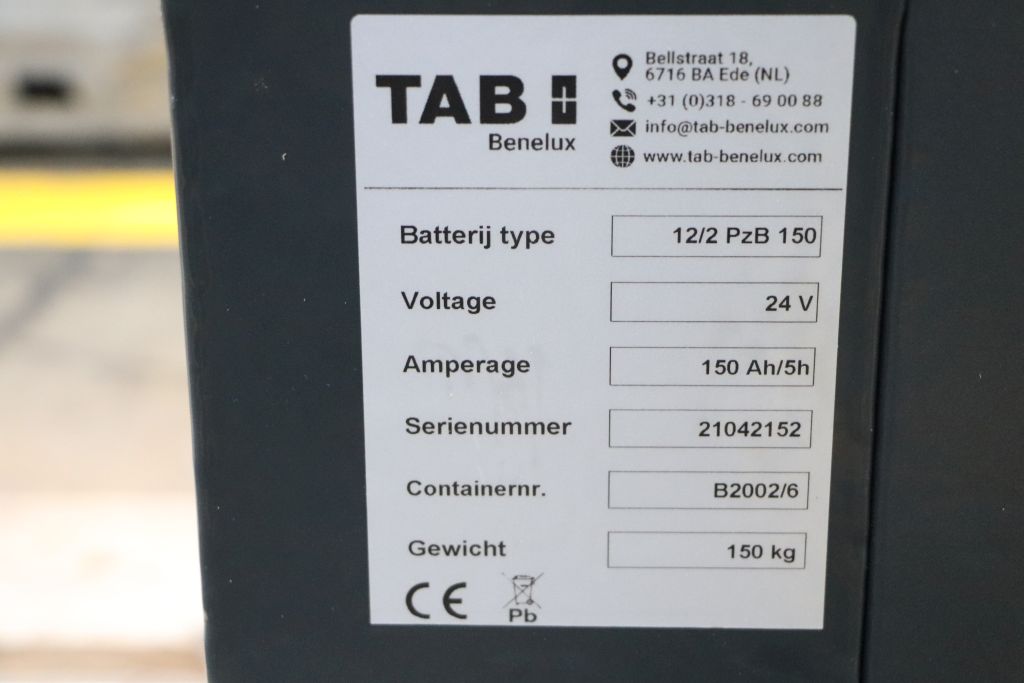 TAB
Benelux
Bellstraat 18,
6716 BA Ede (NL)
+31 (0)318 - 69 00 88
info@tab-benelux.com
www.tab-benelux.com
Batterij type 12/2 PzB 150
Voltage 24 V
Amperage 150 Ah/5h
Serienummer 21042152
Containernr. B2002/6
Gewicht 150 kg
CE
Pb